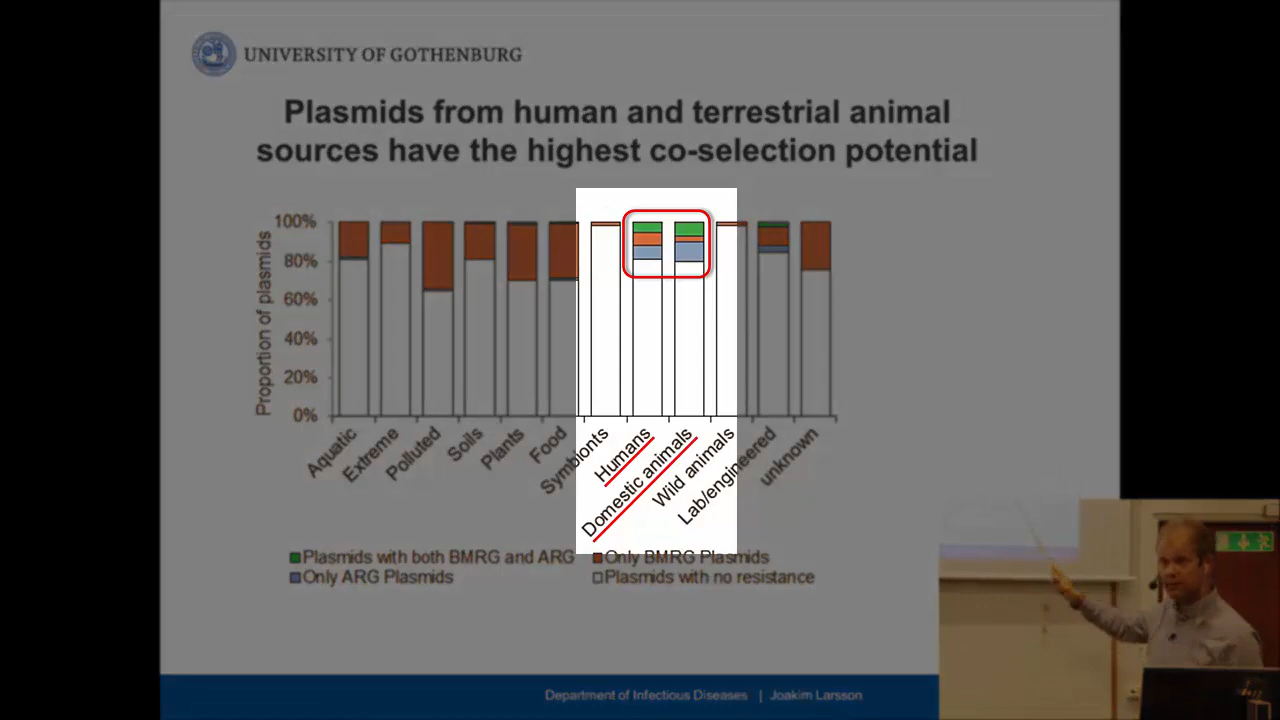 UNIVERSITY OF GOTHENBURG
Plasmids from human and terrestrial animal
sources have the highest co-selection potential
Proportion of plasmids
100%
80%
60%
40%
20%
0%
Aquatic
Extreme
Polluted
Soils
Plants
Food
Symbionts
Humans
Domestic animals
Wild animals
Lab/engineered
unknown
Plasmids with both BMRG and ARG
Only BMRG Plasmids
Only ARG Plasmids
Plasmids with no resistance
Department of Infectious Diseases | Joakim Larsson